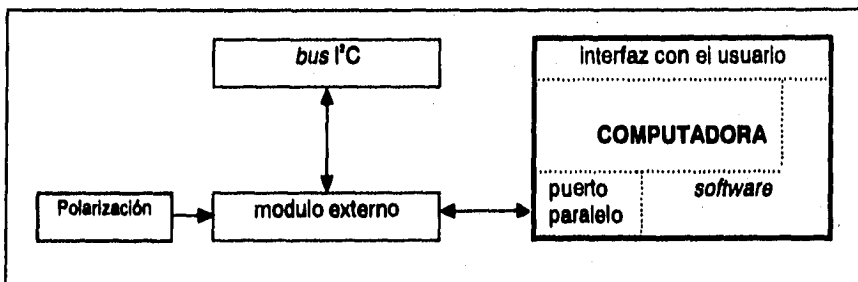 bus I²C
interfaz con el usuario
COMPUTADORA
Polarización
modulo externo
puerto
paralelo
software